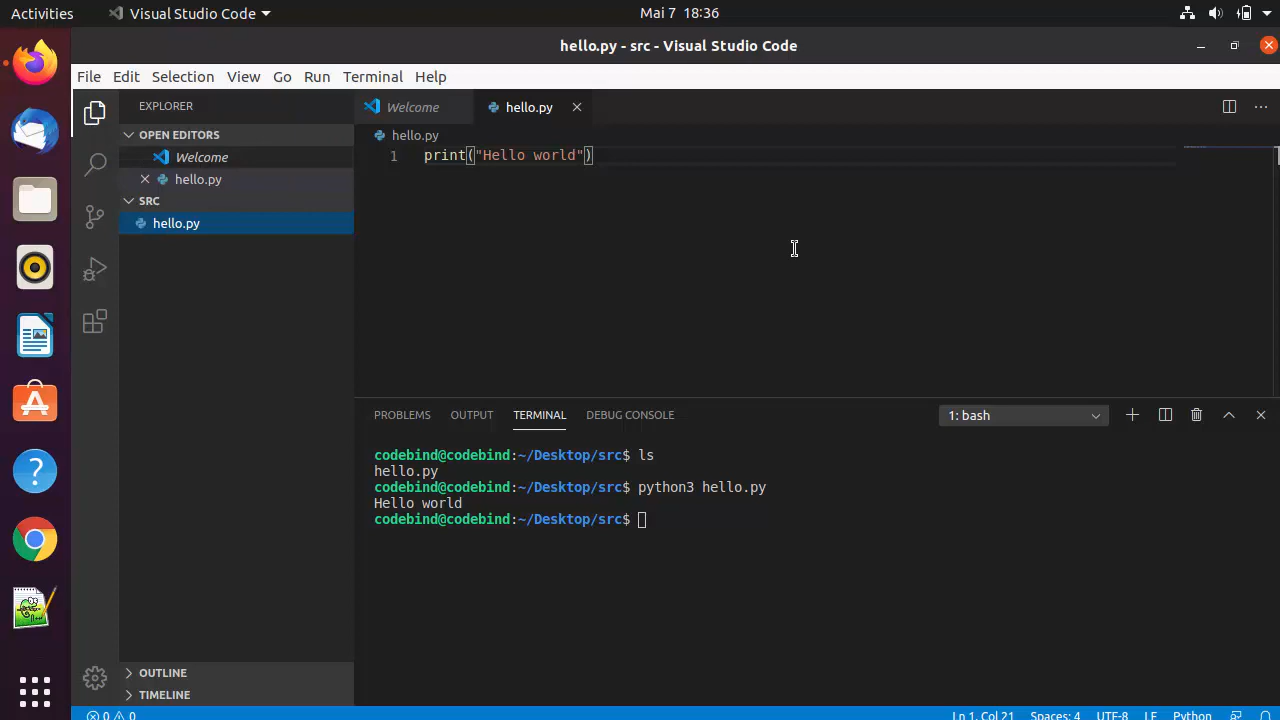 Activities
Visual Studio Code
Mai 7 18:36
hello.py - src - Visual Studio Code
File Edit Selection View Go Run Terminal Help
EXPLORER
OPEN EDITORS
Welcome
hello.py
SRC
hello.py
OUTLINE
TIMELINE
Welcome
hello.py
hello.py
1 print("Hello world")
PROBLEMS OUTPUT TERMINAL DEBUG CONSOLE
1: bash
codebind@codebind:~/Desktop/src$ ls
hello.py
codebind@codebind:~/Desktop/src$ python3 hello.py
Hello world
codebind@codebind:~/Desktop/src$
0 0
Ln 1, Col 21 Spaces: 4 UTF-8 LF Python